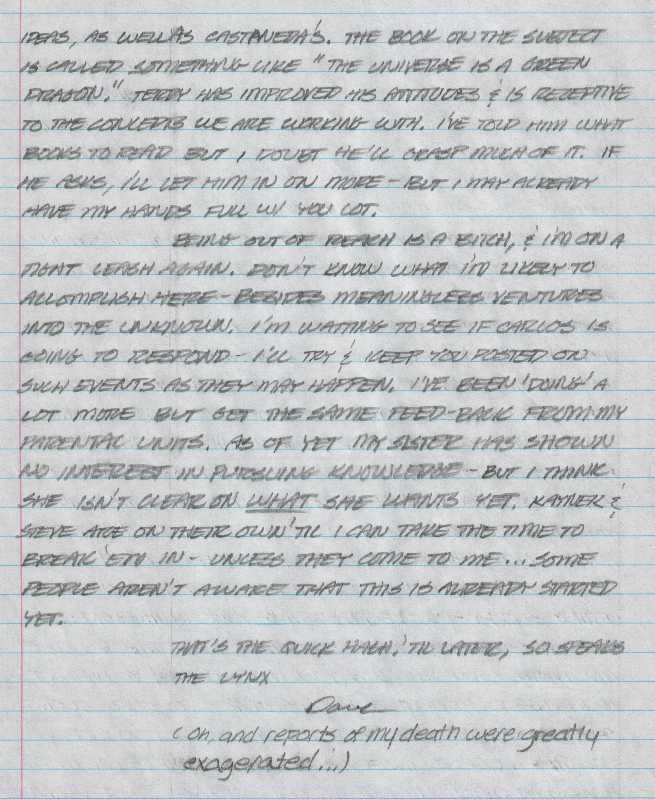 IDEAS, AS WELL AS CASTANEDA'S. THE BOOK ON THE SUBJECT
IS CALLED SOMETHING LIKE "THE UNIVERSE IS A GREEN
DRAGON." TERRY HAS IMPROVED HIS ATTITUDES & IS RECEPTIVE
TO THE CONCEPTS WE ARE WORKING WITH. I'VE TOLD HIM WHAT
BOOKS TO READ BUT I DOUBT HE'LL GRASP MUCH OF IT. IF
HE ASKS, I'LL LET HIM IN ON MORE - BUT I MAY ALREADY
HAVE MY HANDS FULL W/ YOU LOT.
BEING OUT OF REACH IS A BITCH, & I'M ON A
TIGHT LEASH AGAIN. DON'T KNOW WHAT I'M LIKELY TO
ACCOMPLISH HERE - BESIDES MEANINGLESS VENTURES
INTO THE UNKNOWN. I'M WAITING TO SEE IF CARLOS IS
GOING TO RESPOND - I'LL TRY & KEEP YOU POSTED ON
SUCH EVENTS AS THEY MAY HAPPEN. I'VE BEEN 'DOING' A
LOT MORE BUT GET THE SAME FEED-BACK FROM MY
PARENTAL UNITS. AS OF YET MY SISTER HAS SHOWN
NO INTEREST IN PURSUING KNOWLEDGE - BUT I THINK
SHE ISN'T CLEAR ON WHAT SHE WANTS YET. &
STEVE ARE ON THEIR OWN 'TIL I CAN TAKE THE TIME TO
BREAK 'EM IN - UNLESS THEY COME TO ME... SOME
PEOPLE AREN'T AWARE THAT THIS IS ALREADY STARTED
YET.
THAT'S THE QUICK HASH. 'TIL LATER, SO SPEAKS
THE LYNX
Dave
(Oh, and reports of my death were greatly
exagerated...)